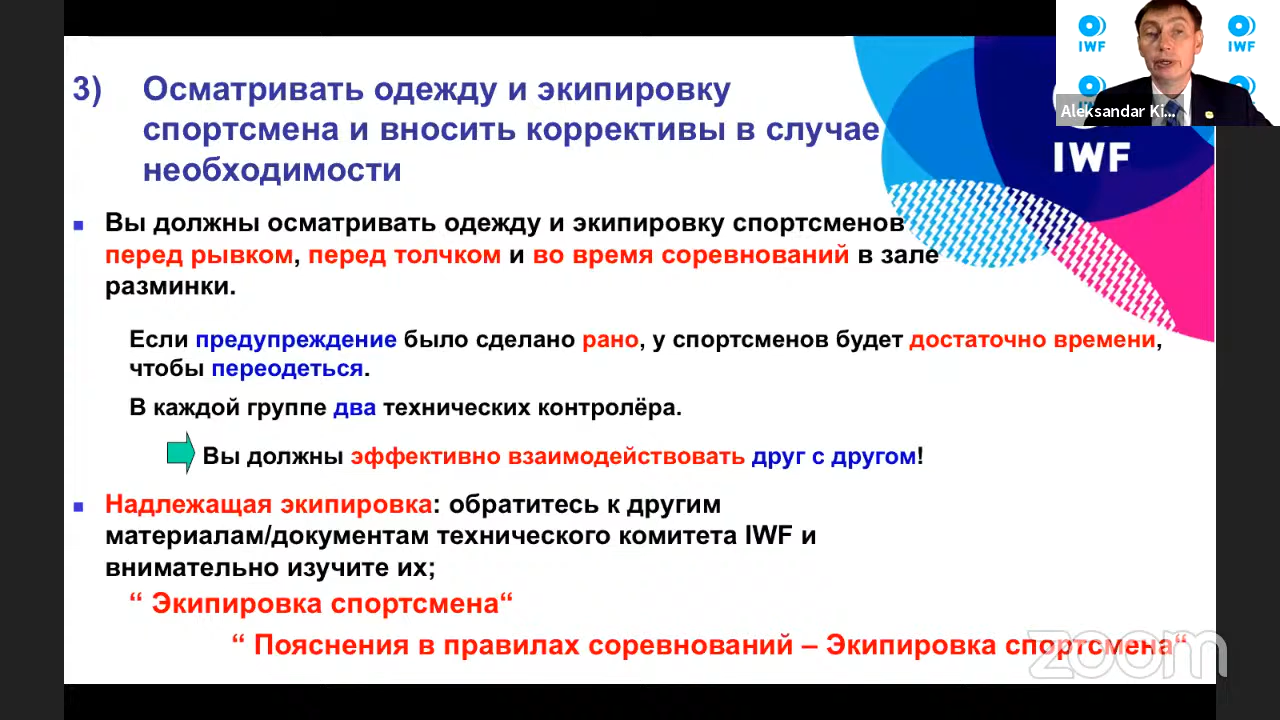 3) Осматривать одежду и экипировку
спортсмена и вносить коррективы в случае
необходимости
Вы должны осматривать одежду и экипировку спортсменов
перед рывком, перед толчком и во время соревнований в зале
разминки.
Если предупреждение было сделано рано, у спортсменов будет достаточно времени,
чтобы переодеться.
В каждой группе два технических контролёра.
Вы должны эффективно взаимодействовать друг с другом!
Надлежащая экипировка: обратитесь к другим
материалам/документам технического комитета IWF и
внимательно изучите их;
“ Экипировка спортсмена“
“ Пояснения в правилах соревнований – Экипировка спортсмена“
IWF
IWF
IWF
Aleksandar Ki...
IWF
zoom